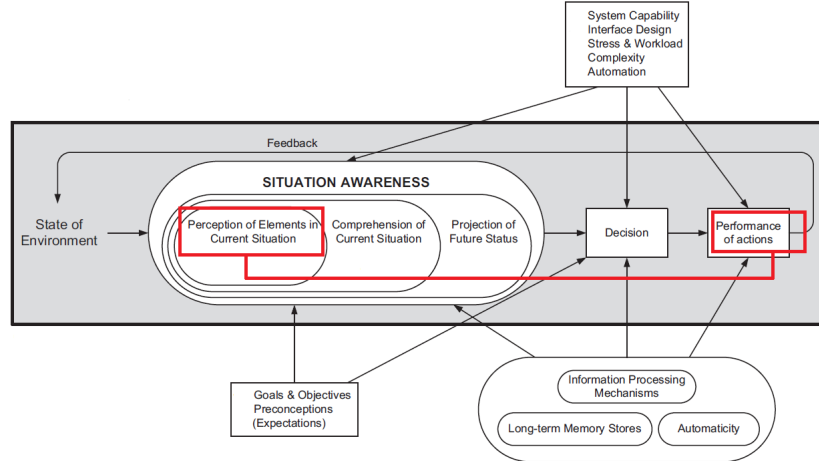 System Capability
Interface Design
Stress & Workload
Complexity
Automation
Feedback
SITUATION AWARENESS
State of
Environment
Perception of Elements in
Current Situation
Comprehension of
Current Situation
Projection of
Future Status
Decision
Performance
of actions
Goals & Objectives
Preconceptions
(Expectations)
Information Processing
Mechanisms
Long-term Memory Stores
Automaticity